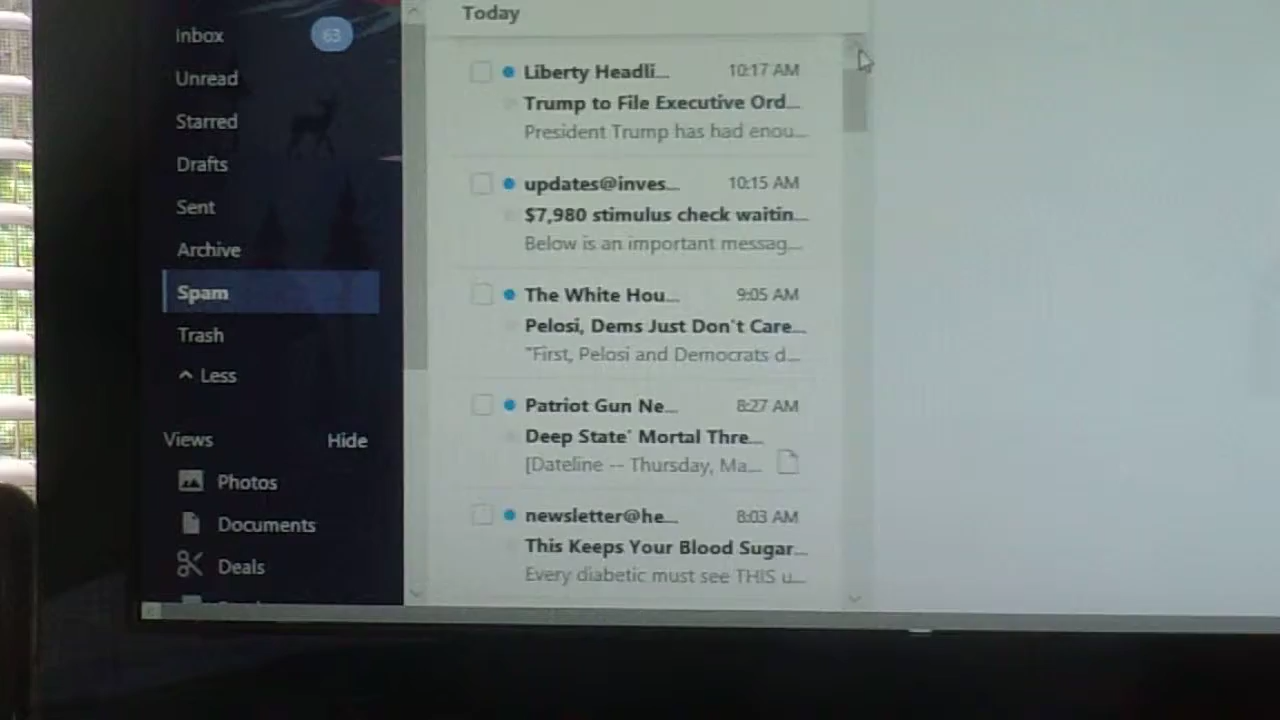 Today
Inbox 63
Unread
Starred
Drafts
Sent
Archive
Spam
Trash
Less
Views Hide
Photos
Documents
Deals
Liberty Headli... 10:17 AM
Trump to File Executive Ord...
President Trump has had enou...
updates@inves... 10:15 AM
$7,980 stimulus check waitin...
Below is an important messag...
The White Hou... 9:05 AM
Pelosi, Dems Just Don't Care...
"First, Pelosi and Democrats d...
Patriot Gun Ne... 8:27 AM
Deep State' Mortal Thre...
[Dateline -- Thursday, Ma...
newsletter@he... 8:03 AM
This Keeps Your Blood Sugar...
Every diabetic must see THIS u...